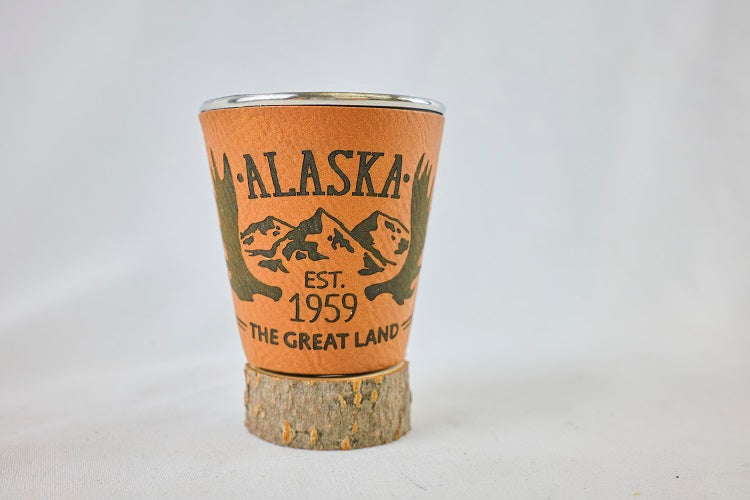 ·ALASKA·
EST.
1959
THE GREAT LAND